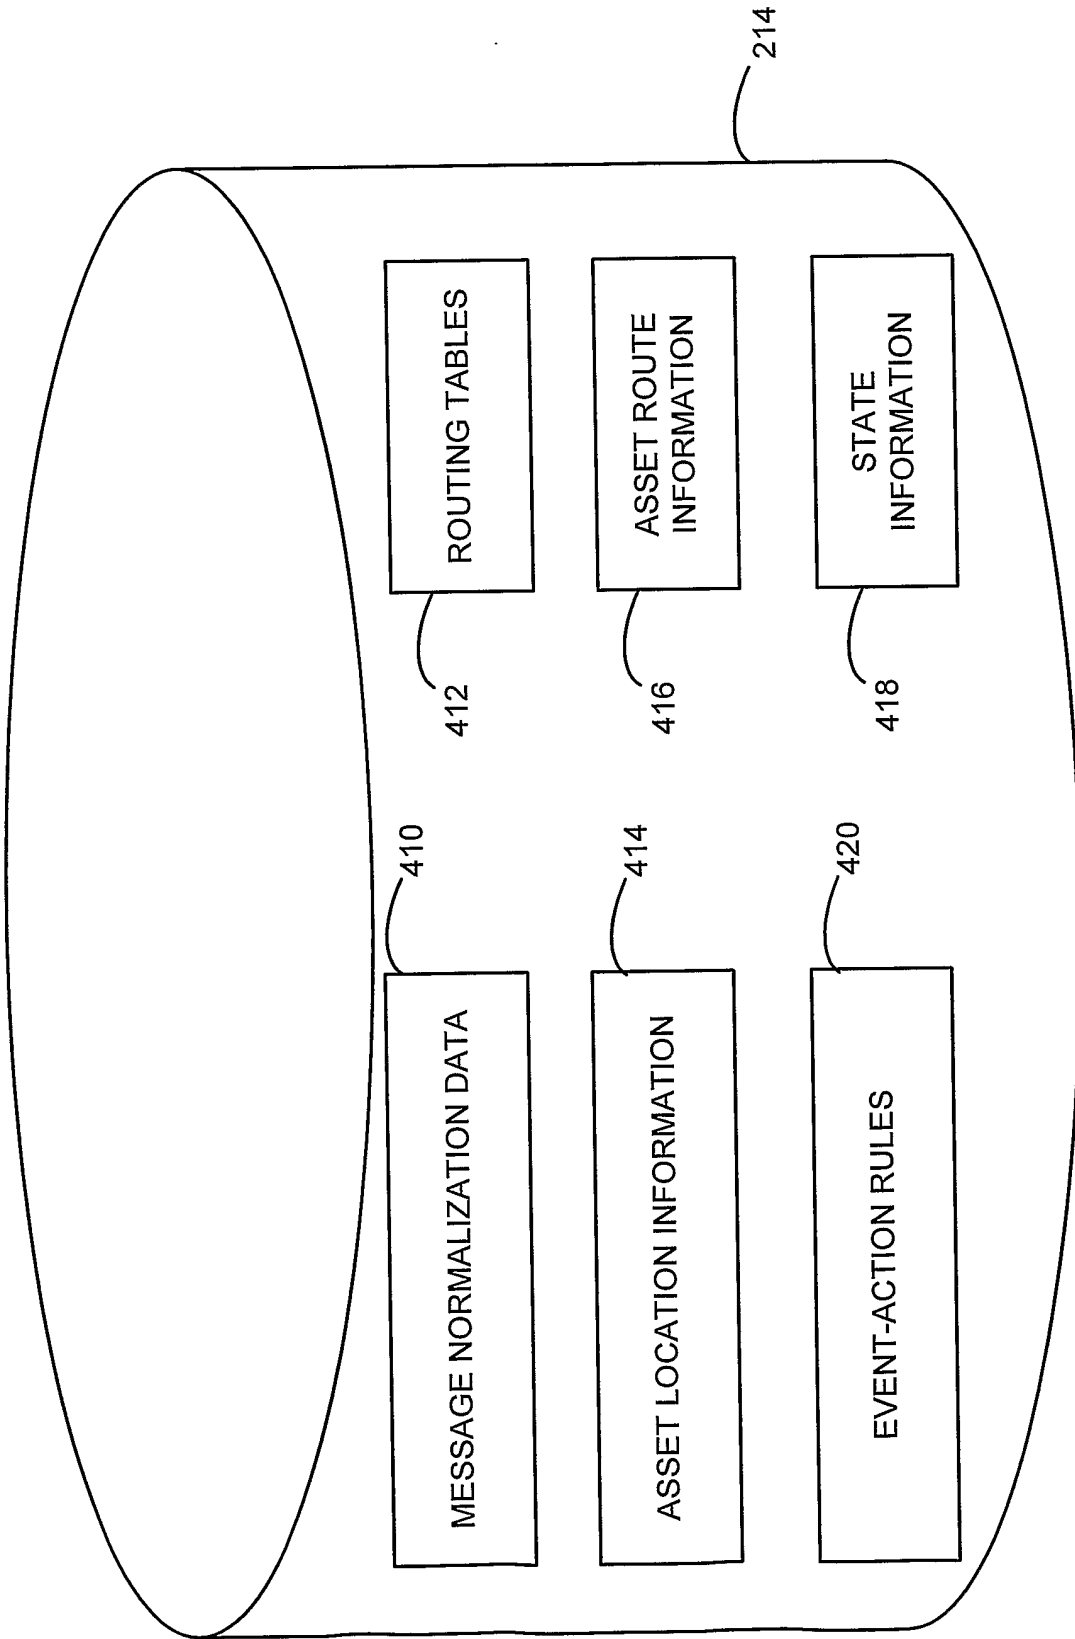 214
410
MESSAGE NORMALIZATION DATA
412
ROUTING TABLES
414
ASSET LOCATION INFORMATION
416
ASSET ROUTE
INFORMATION
420
EVENT-ACTION RULES
418
STATE
INFORMATION